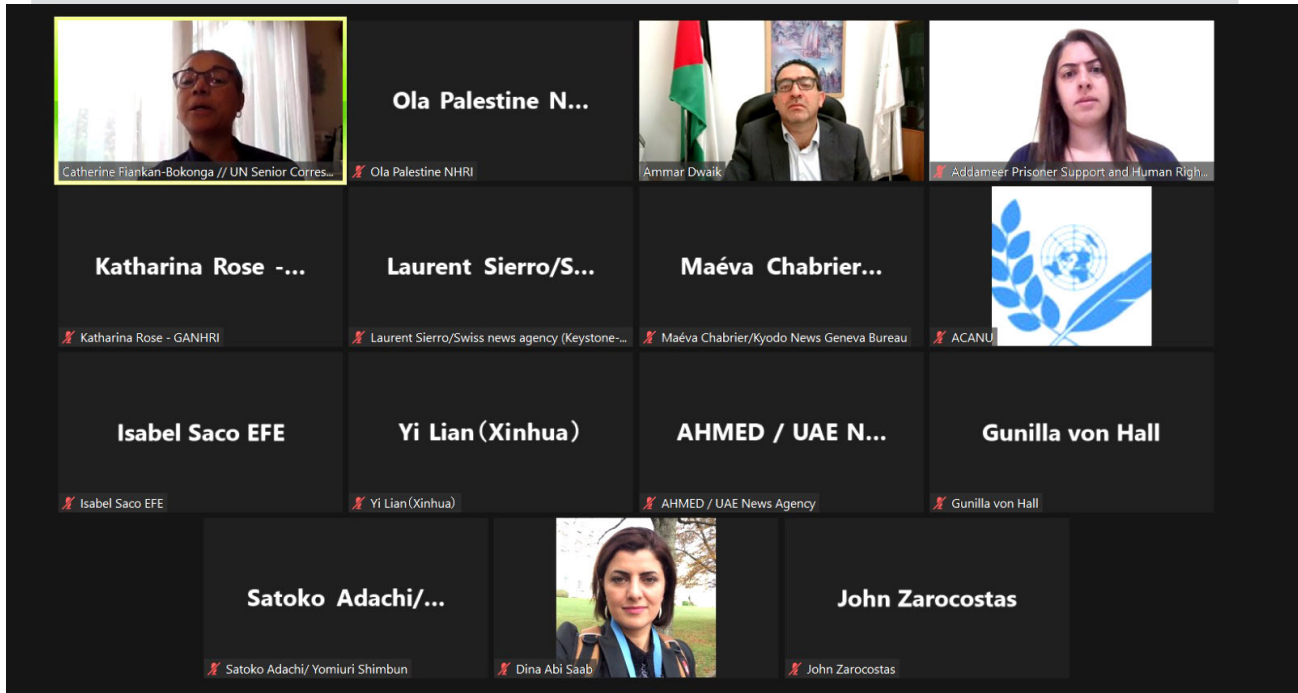 Catherine Fiankan-Bokonga // UN Senior Corres...
Ola Palestine N...
Ola Palestine NHRI
Ammar Dwaik
Addameer Prisoner Support and Human Righ...
Katharina Rose -...
Katharina Rose - GANHRI
Laurent Sierro/S...
Laurent Sierro/Swiss news agency (Keystone-...
Maéva Chabrier...
Maéva Chabrier/Kyodo News Geneva Bureau
ACANU
Isabel Saco EFE
Isabel Saco EFE
Yi Lian（Xinhua）
Yi Lian（Xinhua）
AHMED / UAE N...
AHMED / UAE News Agency
Gunilla von Hall
Gunilla von Hall
Satoko Adachi/...
Satoko Adachi/ Yomiuri Shimbun
Dina Abi Saab
John Zarocostas
John Zarocostas